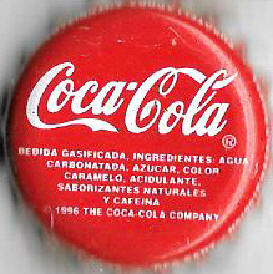 Coca-Cola
®
BEBIDA GASIFICADA, INGREDIENTES: AGUA
CARBONATADA, AZUCAR, COLOR
CARAMELO, ACIDULANTE,
SABORIZANTES NATURALES
Y CAFEINA
©1996 THE COCA-COLA COMPANY